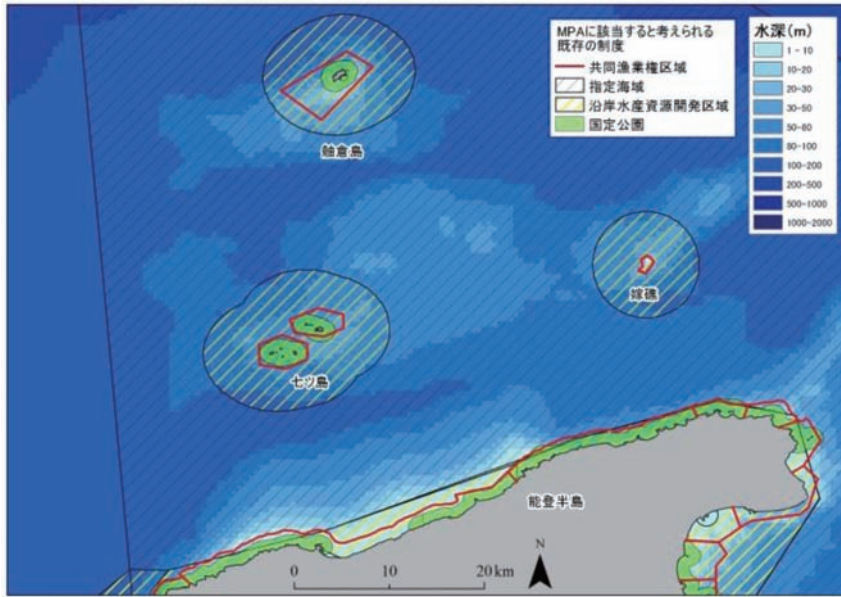 MPAに該当すると考えられる
既存の制度
共同漁業権区域
指定海域
沿岸水産資源開発区域
国定公園
水深(m)
1 - 10
10-20
20-30
30-50
50-80
80-100
100-200
200-500
500-1000
1000-2000
舳倉島
嫁礁
七ツ島
能登半島
N
0 10 20 km